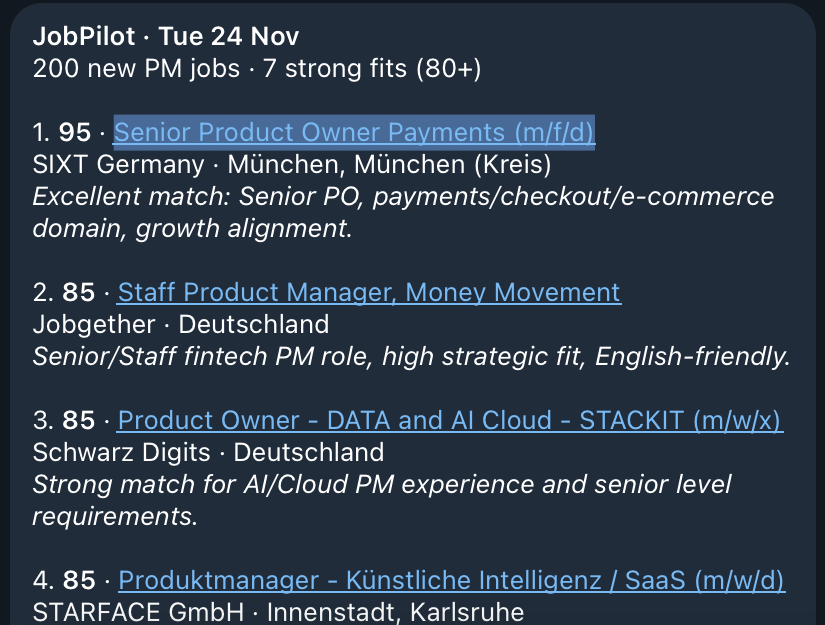 JobPilot · Tue 24 Nov
200 new PM jobs · 7 strong fits (80+)
1. 95 · Senior Product Owner Payments (m/f/d)
SIXT Germany · München, München (Kreis)
Excellent match: Senior PO, payments/checkout/e-commerce
domain, growth alignment.
2. 85 · Staff Product Manager, Money Movement
Jobgether · Deutschland
Senior/Staff fintech PM role, high strategic fit, English-friendly.
3. 85 · Product Owner - DATA and AI Cloud - STACKIT (m/w/x)
Schwarz Digits · Deutschland
Strong match for AI/Cloud PM experience and senior level
requirements.
4. 85 · Produktmanager - Künstliche Intelligenz / SaaS (m/w/d)
STARFACE GmbH · Innenstadt, Karlsruhe